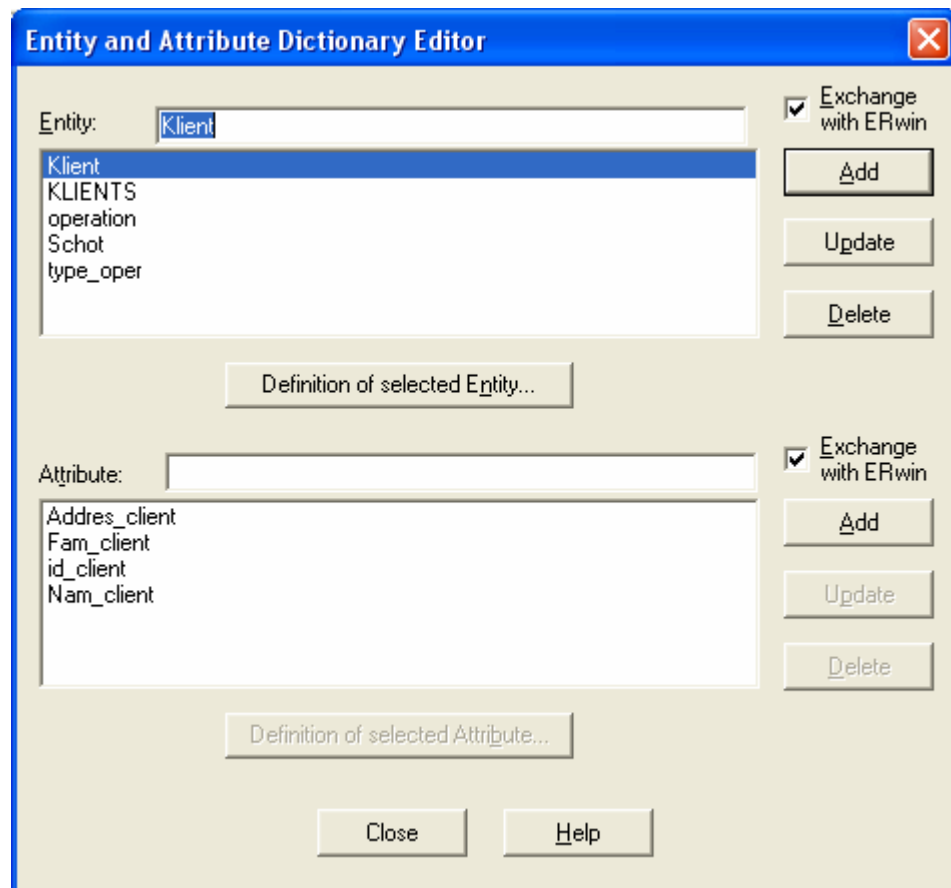 Entity and Attribute Dictionary Editor
Entity:
Klient
Exchange
with ERwin
Klient
KLIENTS
operation
Schot
type_oper
Add
Update
Delete
Definition of selected Entity...
Attribute:
Exchange
with ERwin
Addres_client
Fam_client
id_client
Nam_client
Add
Update
Delete
Definition of selected Attribute...
Close
Help